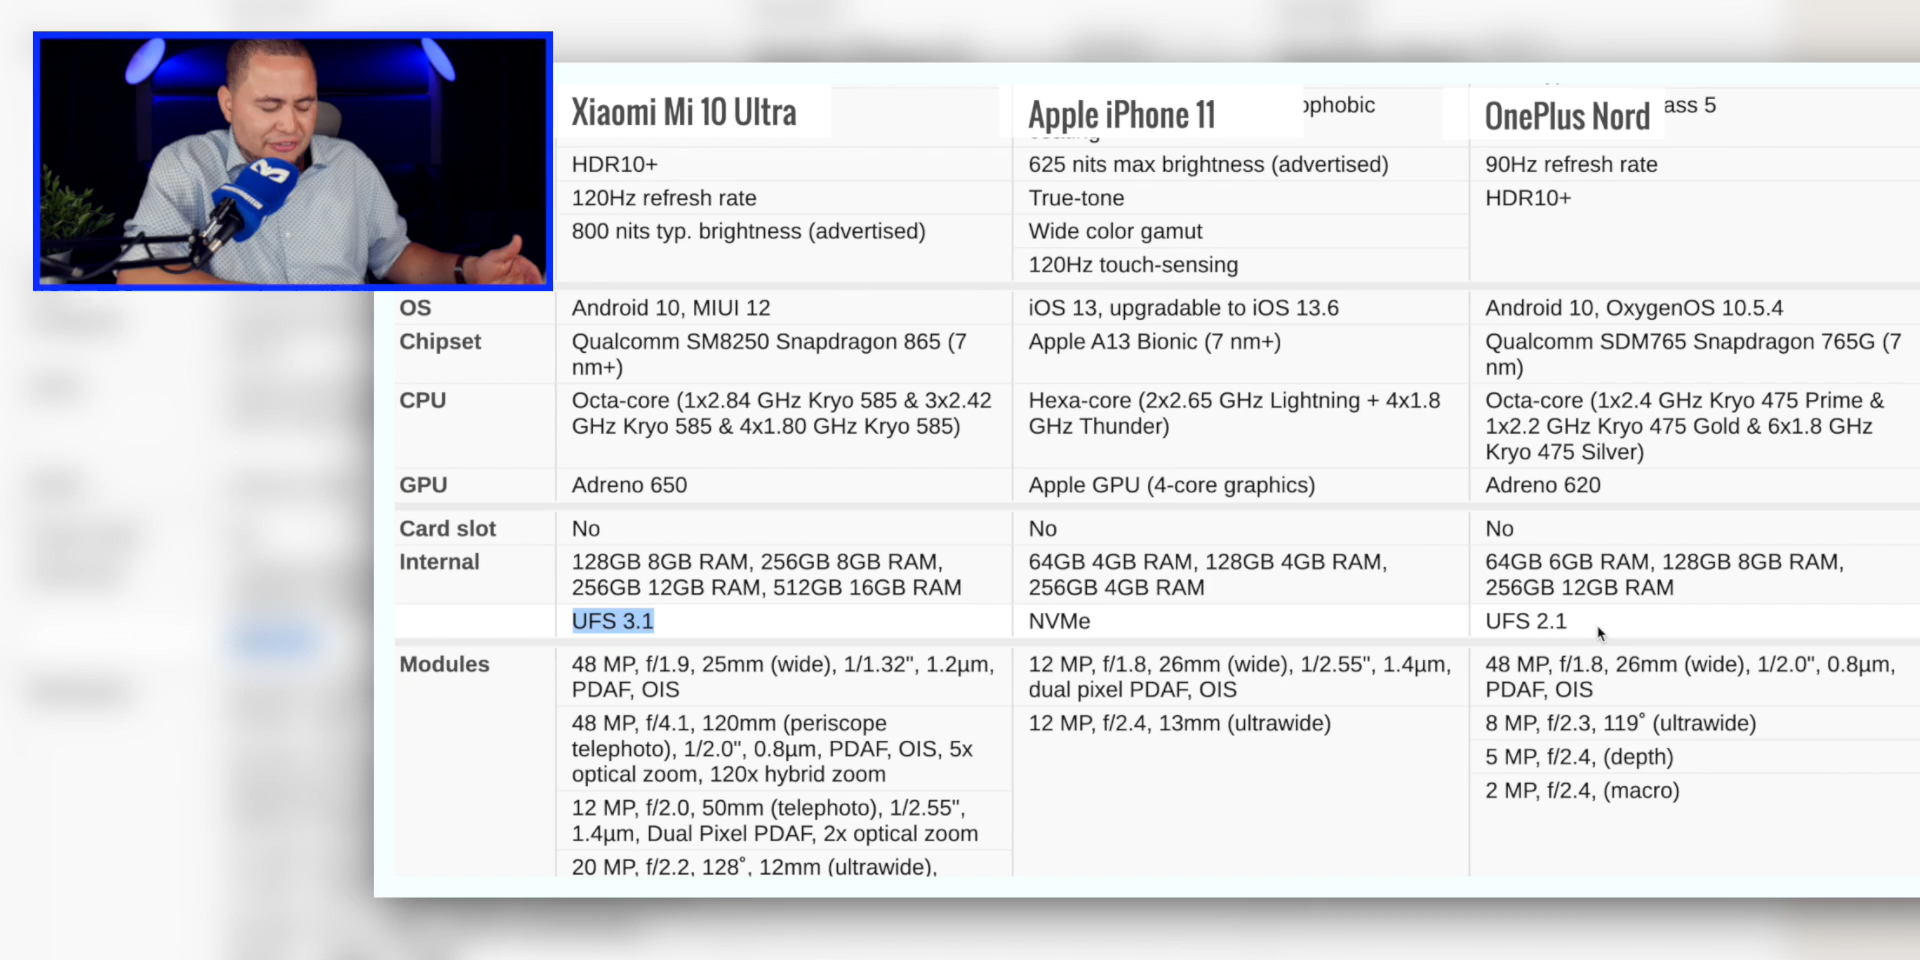 Xiaomi Mi 10 Ultra
Apple iPhone 11
ophobic
OnePlus Nord
ass 5
HDR10+
625 nits max brightness (advertised)
90Hz refresh rate
120Hz refresh rate
True-tone
HDR10+
800 nits typ. brightness (advertised)
Wide color gamut
120Hz touch-sensing
OS
Android 10, MIUI 12
iOS 13, upgradable to iOS 13.6
Android 10, OxygenOS 10.5.4
Chipset
Qualcomm SM8250 Snapdragon 865 (7
nm+)
Apple A13 Bionic (7 nm+)
Qualcomm SDM765 Snapdragon 765G (7
nm)
CPU
Octa-core (1x2.84 GHz Kryo 585 & 3x2.42
GHz Kryo 585 & 4x1.80 GHz Kryo 585)
Hexa-core (2x2.65 GHz Lightning + 4x1.8
GHz Thunder)
Octa-core (1x2.4 GHz Kryo 475 Prime &
1x2.2 GHz Kryo 475 Gold & 6x1.8 GHz
Kryo 475 Silver)
GPU
Adreno 650
Apple GPU (4-core graphics)
Adreno 620
Card slot
No
No
No
Internal
128GB 8GB RAM, 256GB 8GB RAM,
256GB 12GB RAM, 512GB 16GB RAM
64GB 4GB RAM, 128GB 4GB RAM,
256GB 4GB RAM
64GB 6GB RAM, 128GB 8GB RAM,
256GB 12GB RAM
UFS 3.1
NVMe
UFS 2.1
Modules
48 MP, f/1.9, 25mm (wide), 1/1.32", 1.2µm,
PDAF, OIS
48 MP, f/4.1, 120mm (periscope
telephoto), 1/2.0", 0.8µm, PDAF, OIS, 5x
optical zoom, 120x hybrid zoom
12 MP, f/2.0, 50mm (telephoto), 1/2.55",
1.4µm, Dual Pixel PDAF, 2x optical zoom
20 MP, f/2.2, 128˚, 12mm (ultrawide),
12 MP, f/1.8, 26mm (wide), 1/2.55", 1.4µm,
dual pixel PDAF, OIS
12 MP, f/2.4, 13mm (ultrawide)
48 MP, f/1.8, 26mm (wide), 1/2.0", 0.8µm,
PDAF, OIS
8 MP, f/2.3, 119˚ (ultrawide)
5 MP, f/2.4, (depth)
2 MP, f/2.4, (macro)